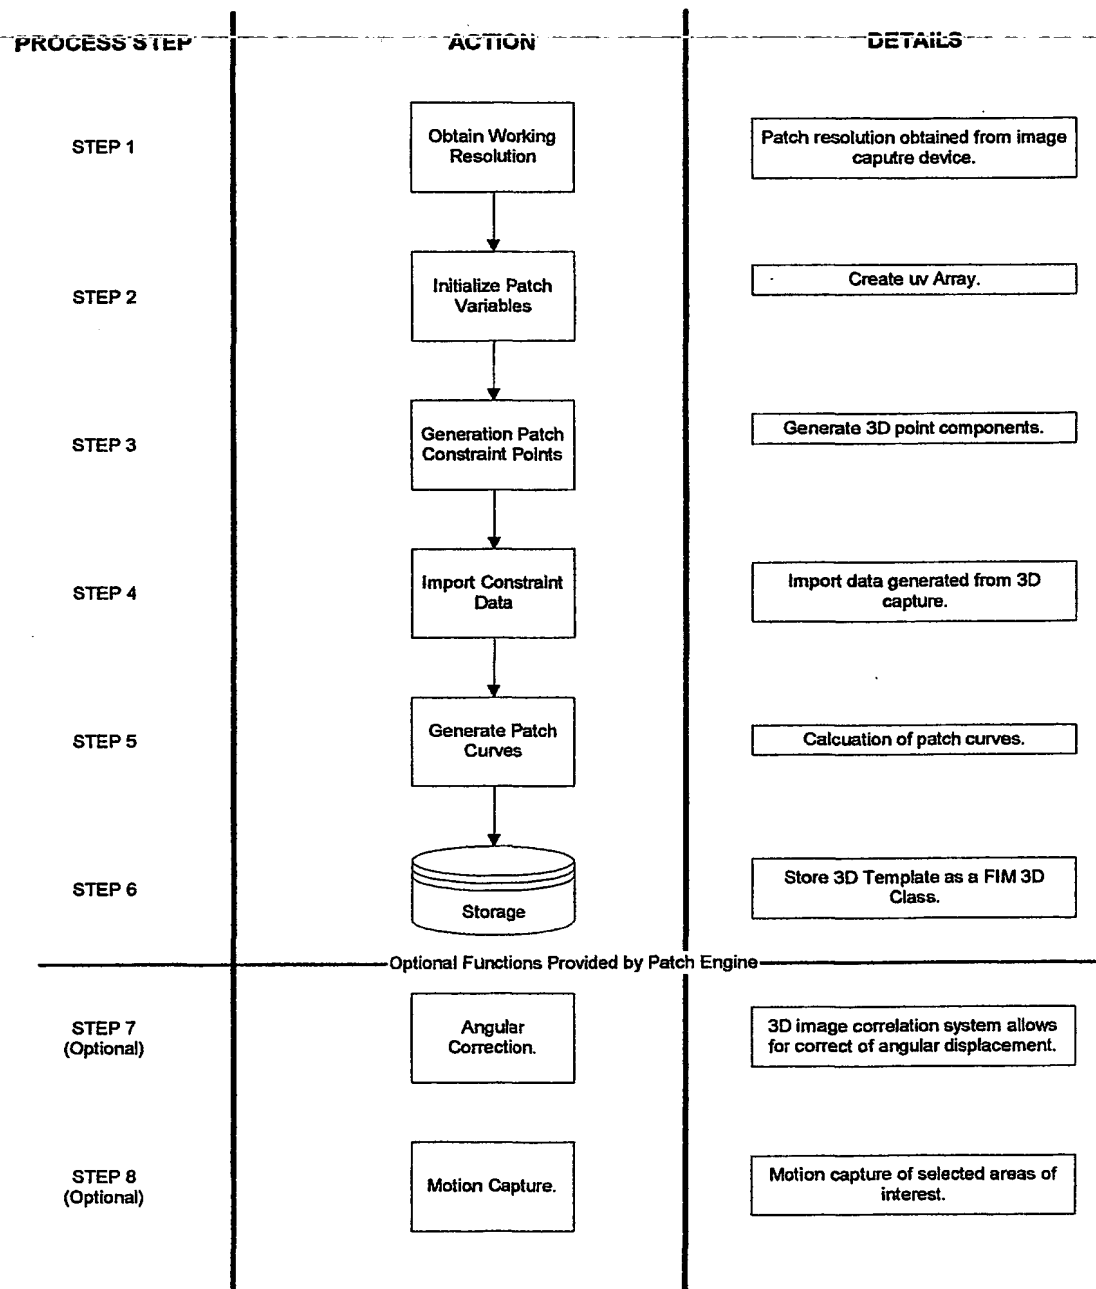 PROCESS STEP ACTION DETAILS
STEP 1
Obtain Working
Resolution
Patch resolution obtained from image
caputre device.
STEP 2
Initialize Patch
Variables
Create uv Array.
STEP 3
Generation Patch
Constraint Points
Generate 3D point components.
STEP 4
Import Constraint
Data
Import data generated from 3D
capture.
STEP 5
Generate Patch
Curves
Calcuation of patch curves.
STEP 6
Storage
Store 3D Template as a FIM 3D
Class.
Optional Functions Provided by Patch Engine
STEP 7
(Optional)
Angular
Correction.
3D image correlation system allows
for correct of angular displacement.
STEP 8
(Optional)
Motion Capture.
Motion capture of selected areas of
interest.